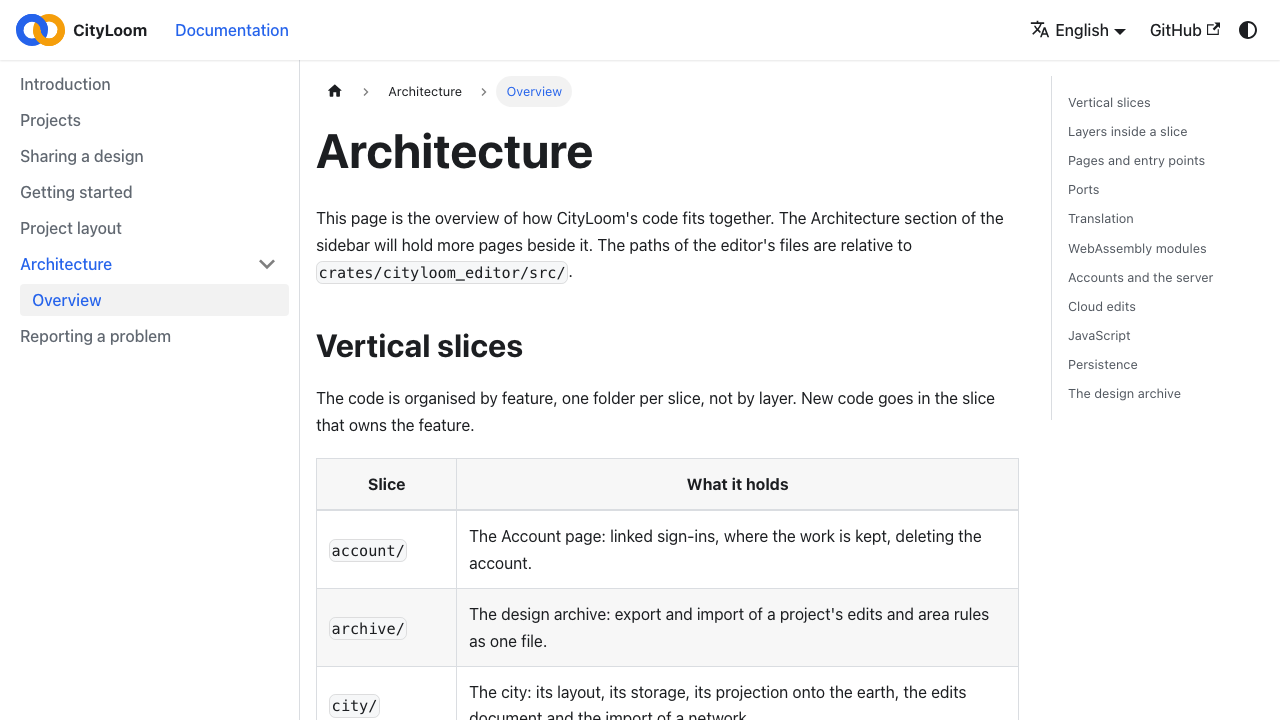 CityLoom
Documentation
English
GitHub
Introduction
Projects
Sharing a design
Getting started
Project layout
Architecture
Overview
Reporting a problem
Architecture
Overview
Architecture
This page is the overview of how CityLoom's code fits together. The Architecture section of the
sidebar will hold more pages beside it. The paths of the editor's files are relative to
crates/cityloom_editor/src/.
Vertical slices
The code is organised by feature, one folder per slice, not by layer. New code goes in the slice
that owns the feature.
Slice
What it holds
account/
The Account page: linked sign-ins, where the work is kept, deleting the
account.
archive/
The design archive: export and import of a project's edits and area rules
as one file.
city/
The city: its layout, its storage, its projection onto the earth, the edits
document and the import of a network.
Vertical slices
Layers inside a slice
Pages and entry points
Ports
Translation
WebAssembly modules
Accounts and the server
Cloud edits
JavaScript
Persistence
The design archive